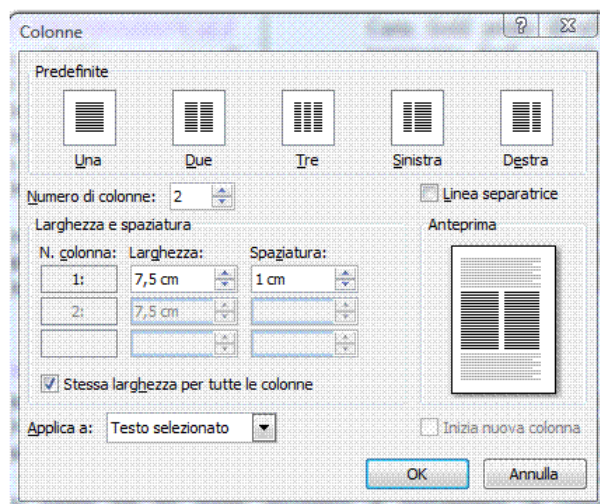 Colonne
Predefinite
Una Due Tre Sinistra Destra
Numero di colonne: 2 Linea separatrice
Larghezza e spaziatura Anteprima
N. colonna: Larghezza: Spaziatura:
1: 7,5 cm 1 cm
2: 7,5 cm
Stessa larghezza per tutte le colonne
Applica a: Testo selezionato Inizia nuova colonna
OK Annulla